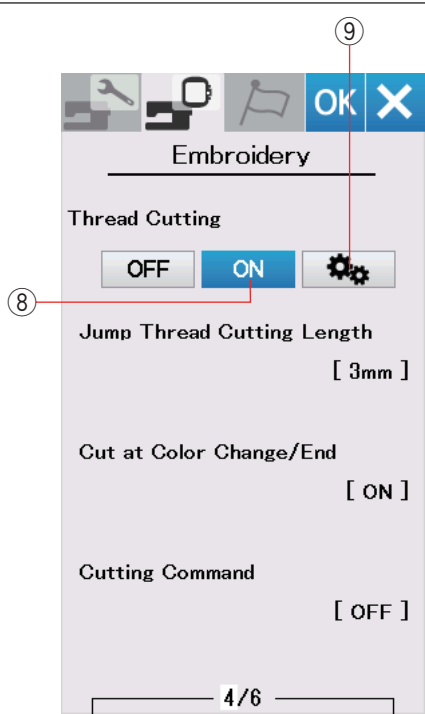 ⑨
OK
Embroidery
Thread Cutting
OFF ON
⑧
Jump Thread Cutting Length
[ 3mm ]
Cut at Color Change/End
[ ON ]
Cutting Command
[ OFF ]
4/6